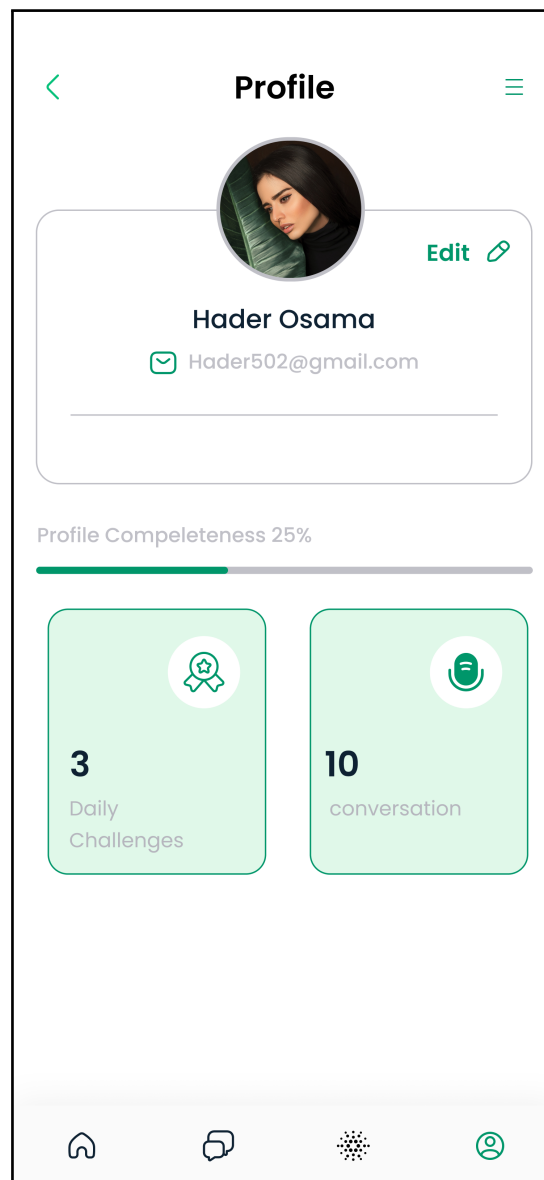 Profile
Edit
Hader Osama
Hader502@gmail.com
Profile Compeleteness 25%
3
Daily
Challenges
10
conversation